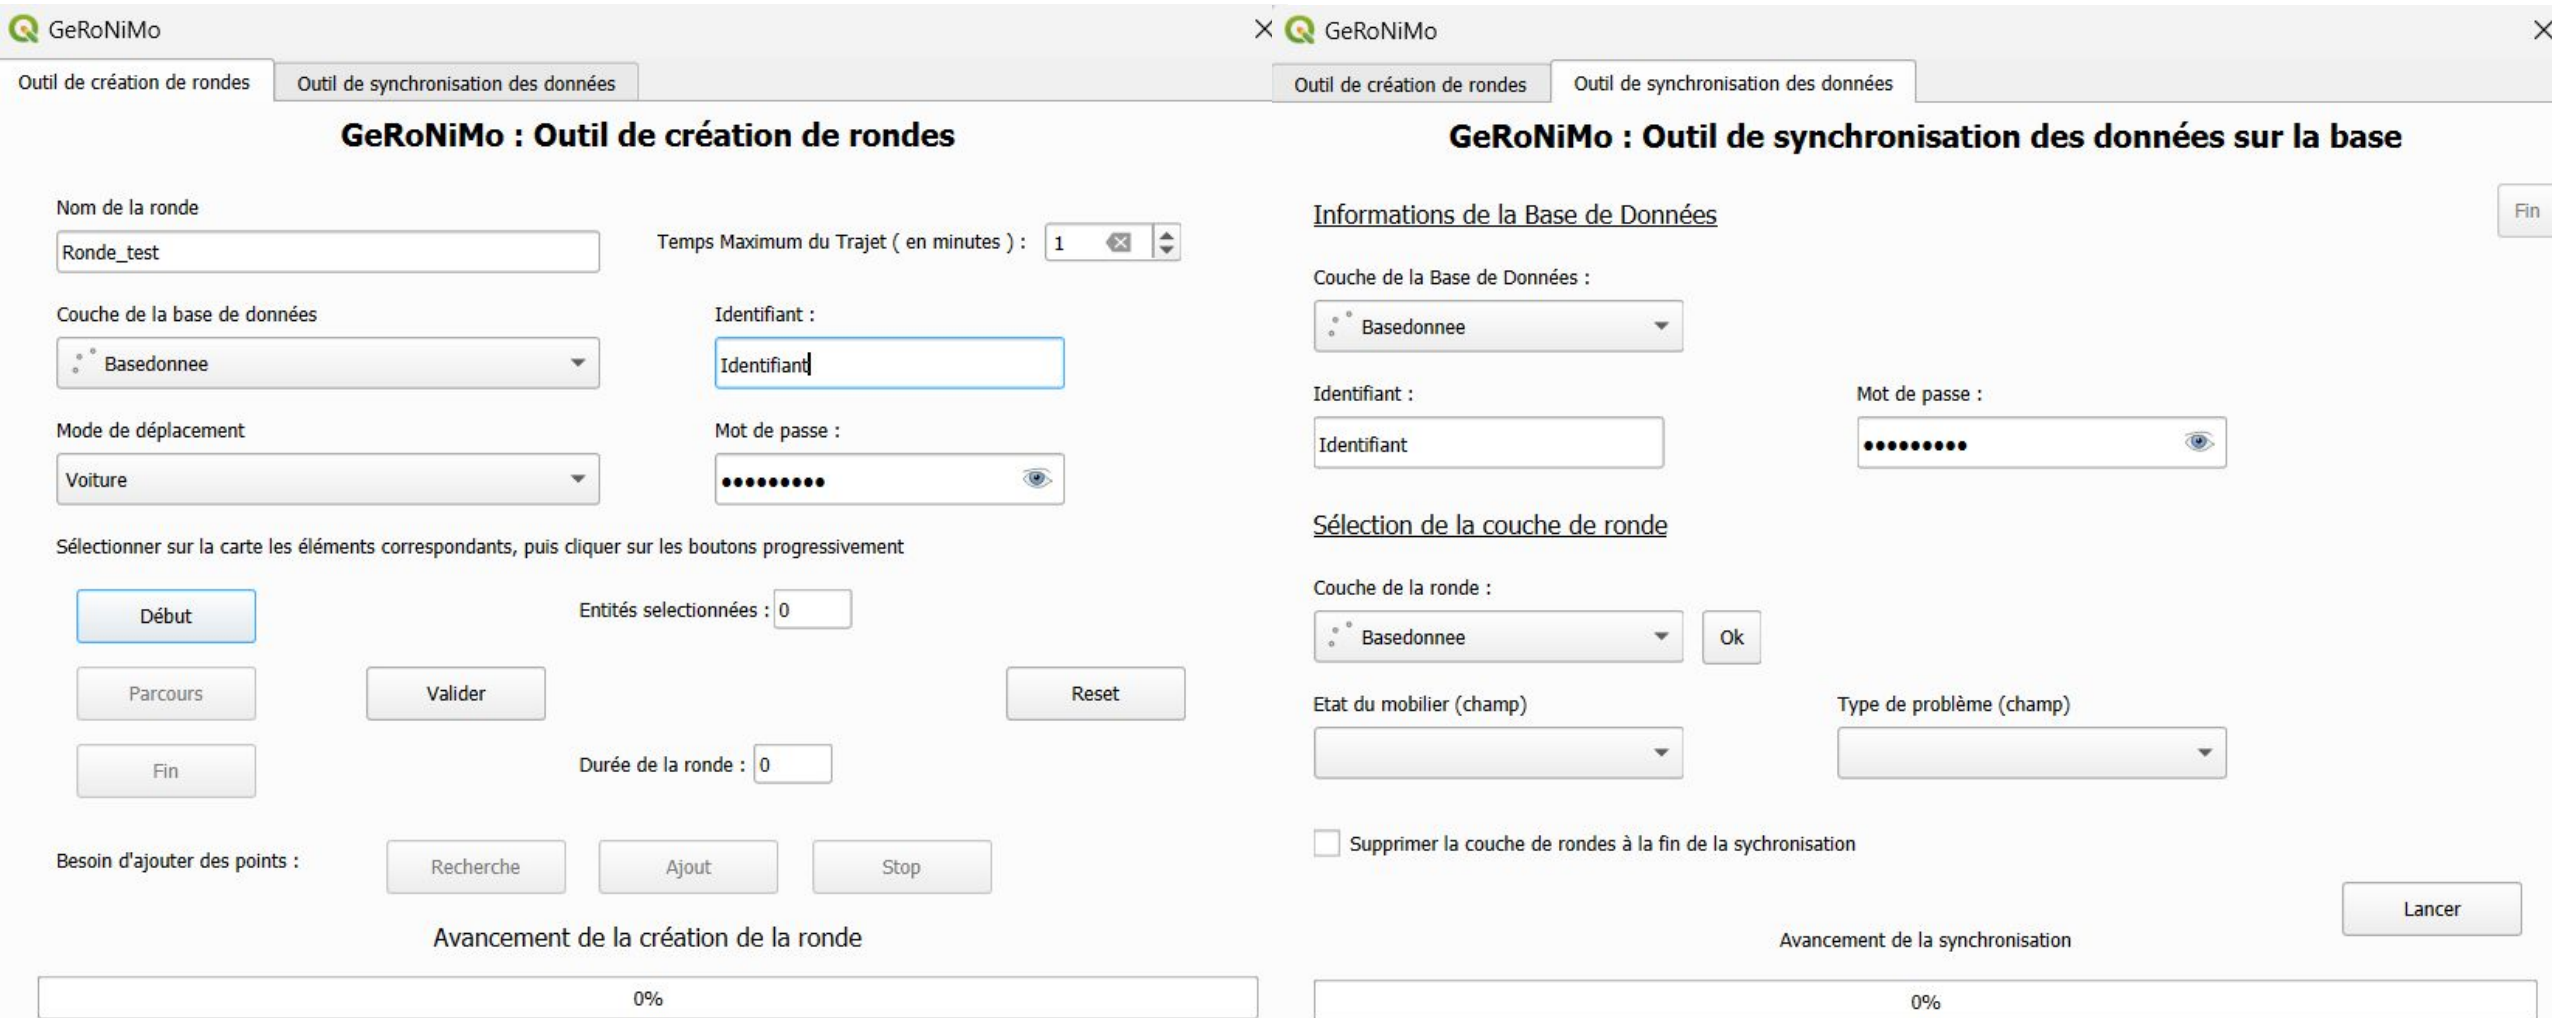 GeRoNiMo
Outil de création de rondes
Outil de synchronisation des données
GeRoNiMo : Outil de création de rondes
Nom de la ronde
Ronde_test
Temps Maximum du Trajet ( en minutes ) : 1
Couche de la base de données
Basedonnee
Identifiant :
Identifiant
Mode de déplacement
Voiture
Mot de passe :
•••••••••
Sélectionner sur la carte les éléments correspondants, puis cliquer sur les boutons progressivement
Début
Entités selectionnées : 0
Parcours
Valider
Reset
Fin
Durée de la ronde : 0
Besoin d'ajouter des points :
Recherche
Ajout
Stop
Avancement de la création de la ronde
0%
GeRoNiMo
Outil de création de rondes
Outil de synchronisation des données
GeRoNiMo : Outil de synchronisation des données sur la base
Informations de la Base de Données
Fin
Couche de la Base de Données :
Basedonnee
Identifiant :
Identifiant
Mot de passe :
•••••••••
Sélection de la couche de ronde
Couche de la ronde :
Basedonnee
Ok
Etat du mobilier (champ)
Type de problème (champ)
Supprimer la couche de rondes à la fin de la sychronisation
Lancer
Avancement de la synchronisation
0%